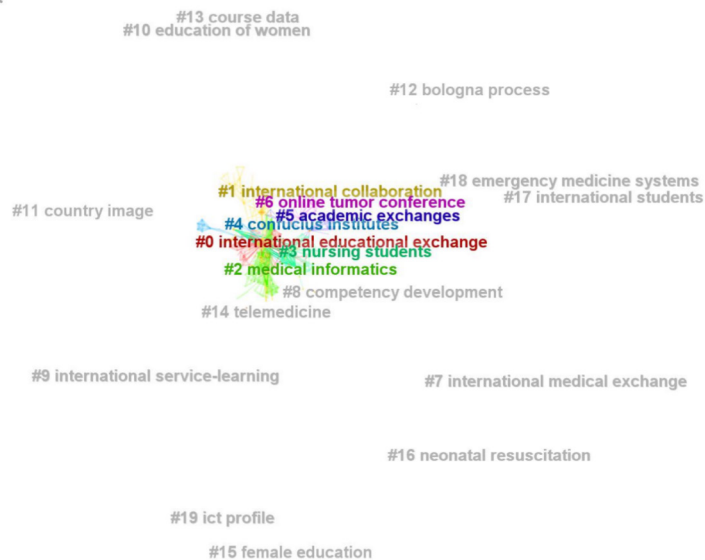 #13 course data
#10 education of women
#12 bologna process
#18 emergency medicine systems
#1 international collaboration
#17 international students
#6 online tumor conference
#11 country image
#5 academic exchanges
#4 confucius institutes
#0 international educational exchange
#3 nursing students
#2 medical informatics
#8 competency development
#14 telemedicine
#9 international service-learning
#7 international medical exchange
#16 neonatal resuscitation
#19 ict profile
#15 female education